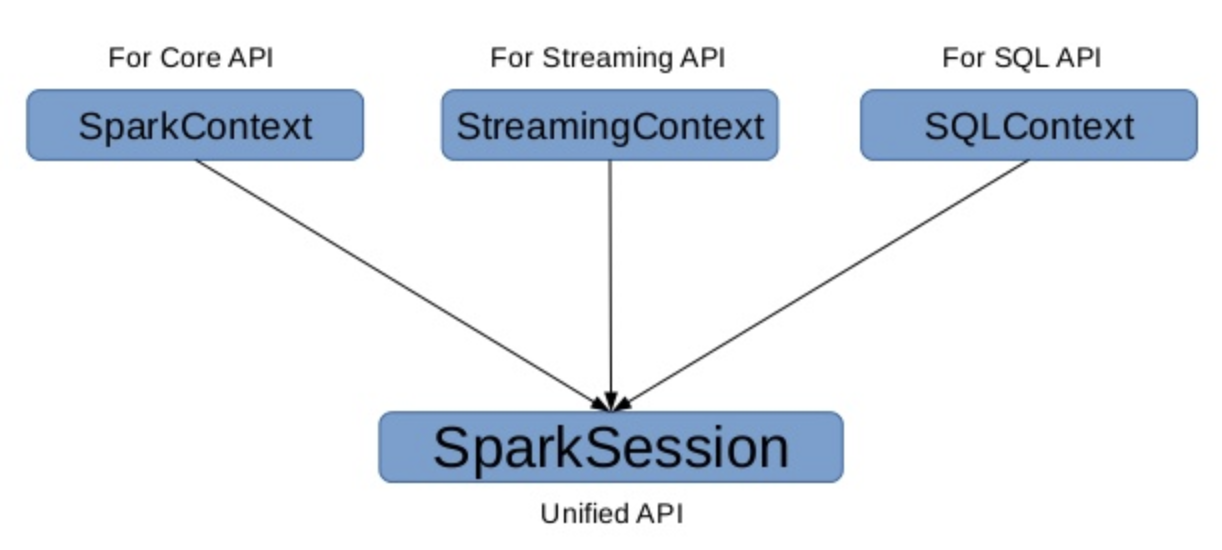 For Core API
For Streaming API
For SQL API
SparkContext
StreamingContext
SQLContext
SparkSession
Unified API